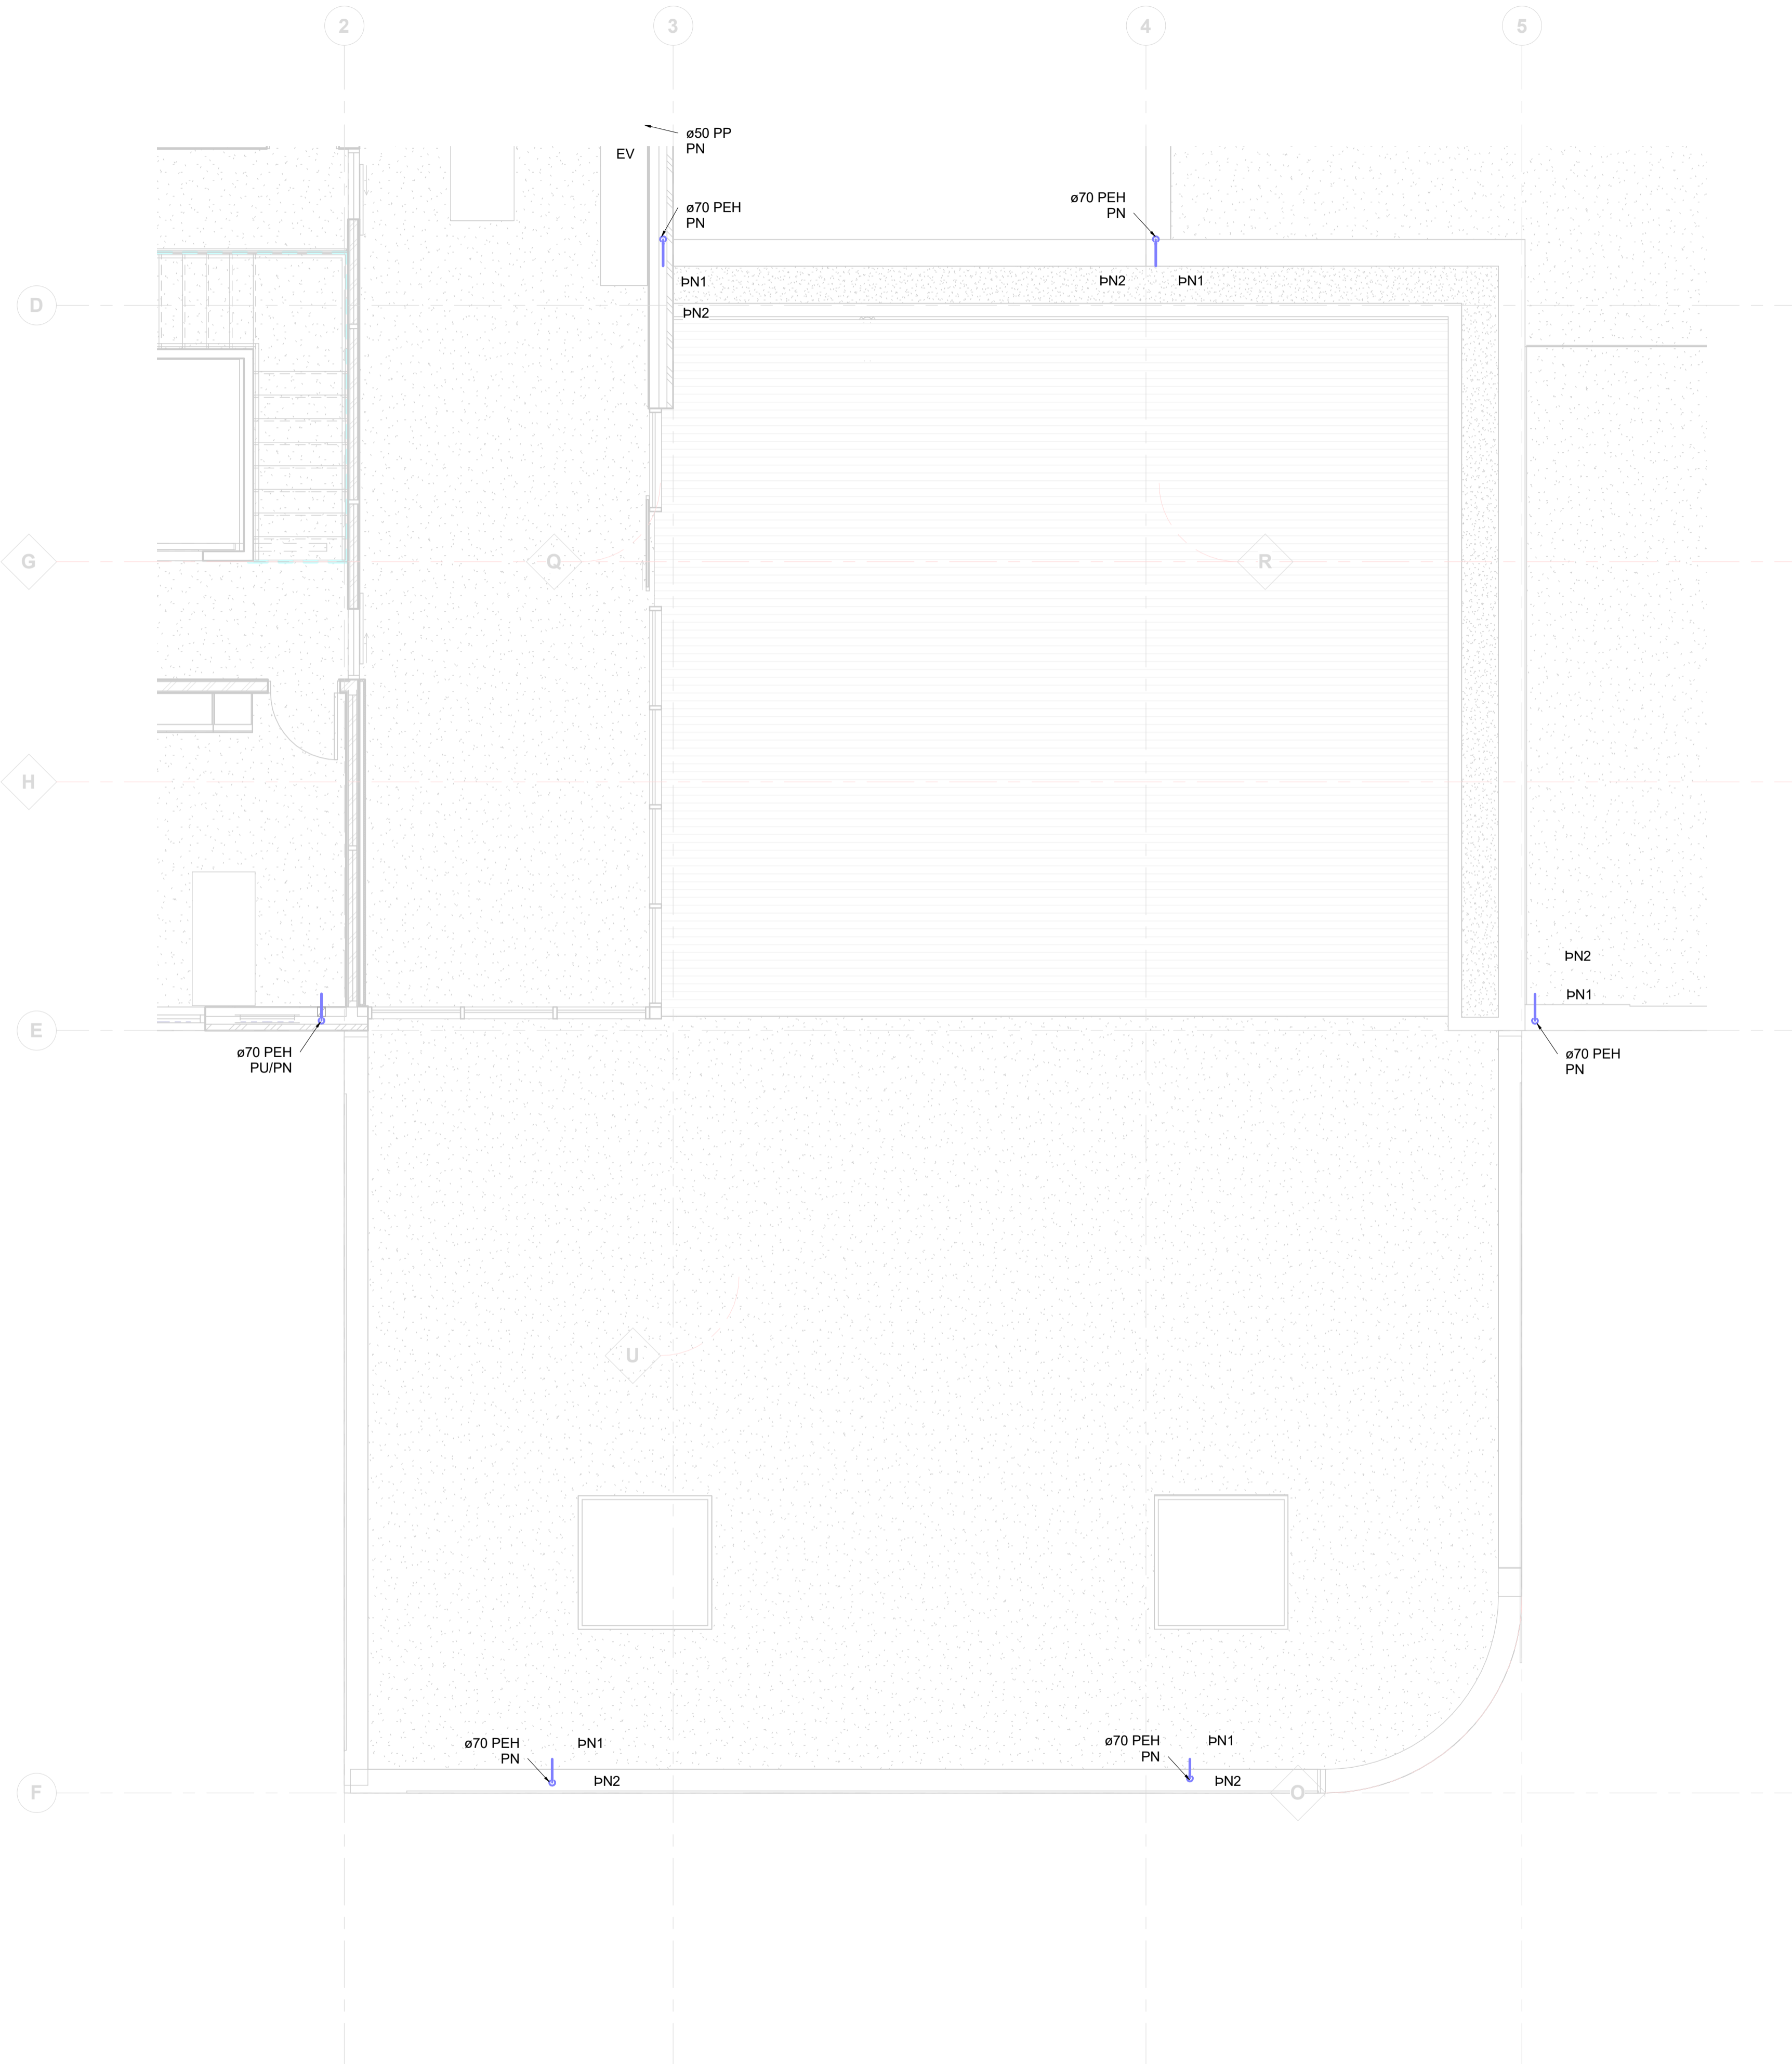 2
3
4
5
ø50 PP
PN
EV
ø70 PEH
PN
ø70 PEH
PN
ÞN1
ÞN2
ÞN1
D
ÞN2
G
Q
R
H
ÞN2
ÞN1
E
ø70 PEH
PU/PN
ø70 PEH
PN
U
ø70 PEH
PN
ÞN1
ÞN2
ø70 PEH
PN
ÞN1
ÞN2
F
O